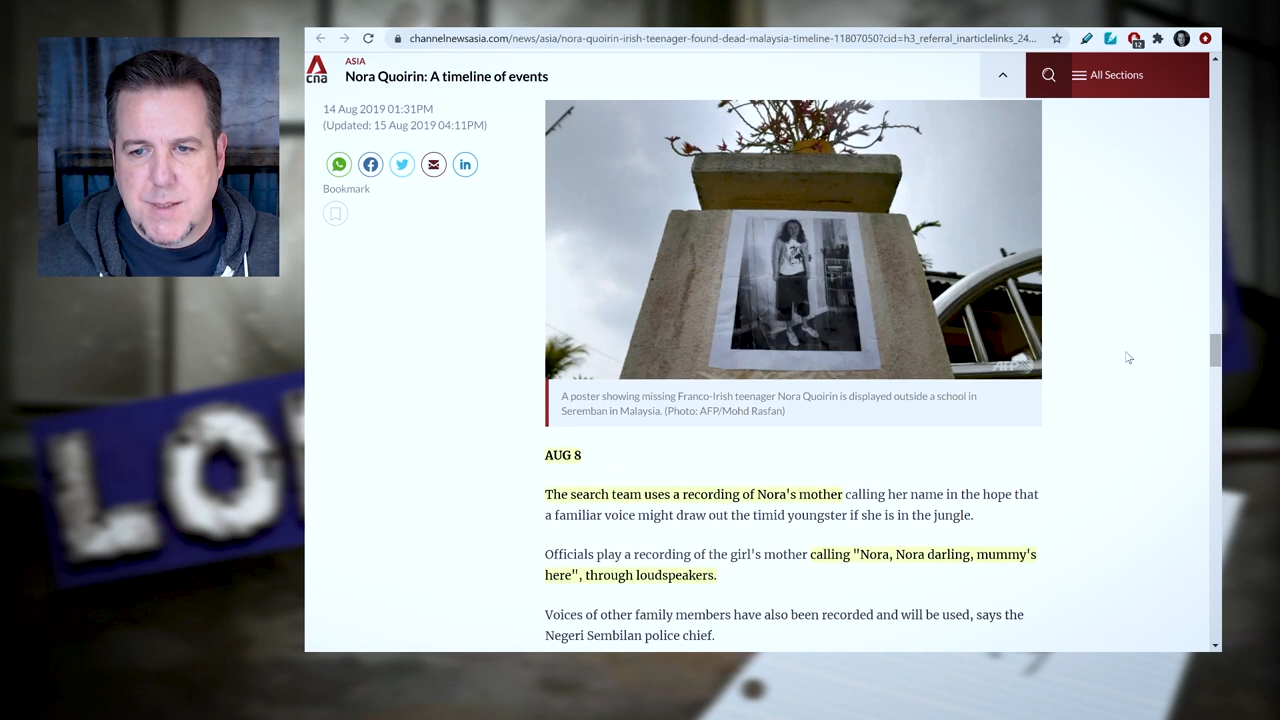 channelnewsasia.com/news/asia/nora-quoirin-irish-teenager-found-dead-malaysia-timeline-11807050?cid=h3_referral_inarticlelinks_24...
12
cna
ASIA
Nora Quoirin: A timeline of events
All Sections
14 Aug 2019 01:31PM
(Updated: 15 Aug 2019 04:11PM)
in
Bookmark
AFP
A poster showing missing Franco-Irish teenager Nora Quoirin is displayed outside a school in
Seremban in Malaysia. (Photo: AFP/Mohd Rasfan)
AUG 8
The search team uses a recording of Nora's mother calling her name in the hope that
a familiar voice might draw out the timid youngster if she is in the jungle.
Officials play a recording of the girl's mother calling "Nora, Nora darling, mummy's
here", through loudspeakers.
Voices of other family members have also been recorded and will be used, says the
Negeri Sembilan police chief.
LO